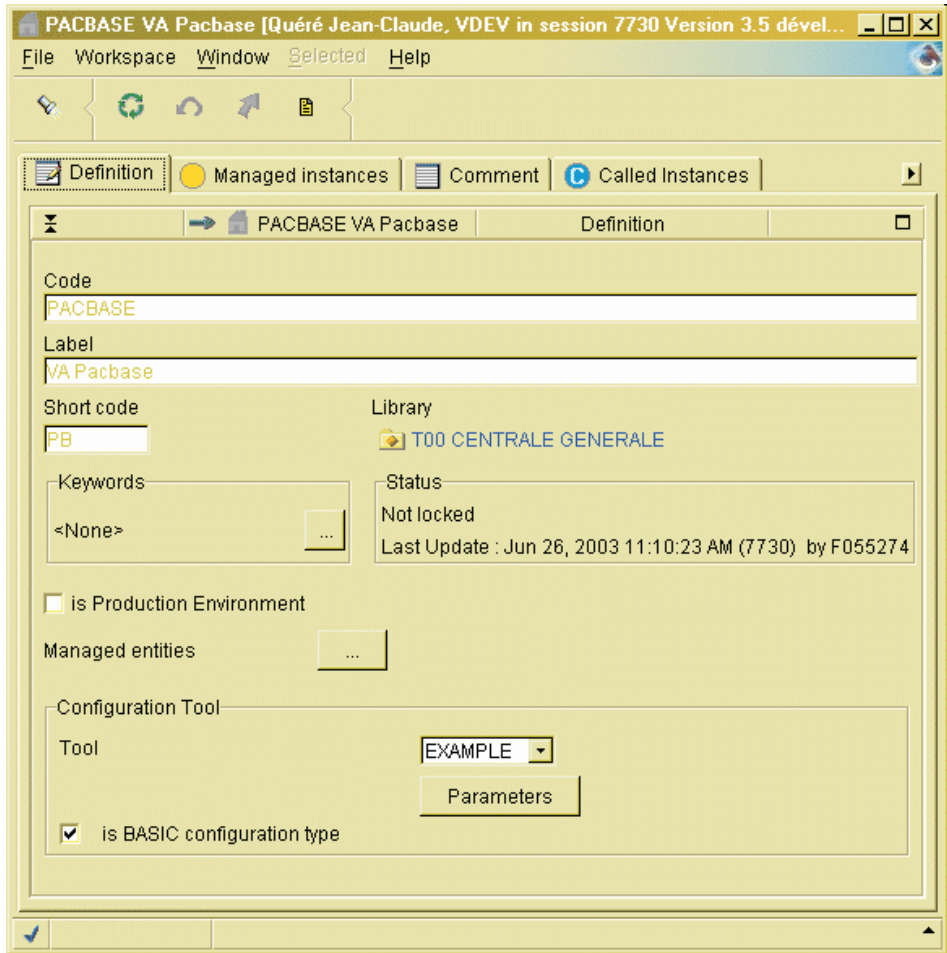 PACBASE VA Pacbase [Quéré Jean-Claude, VDEV in session 7730 Version 3.5 dével...
File Workspace Window Selected Help
Definition Managed instances Comment C Called Instances
PACBASE VA Pacbase Definition
Code
PACBASE
Label
VA Pacbase
Short code Library
PB T00 CENTRALE GENERALE
Keywords Status
<None> ... Not locked
Last Update : Jun 26, 2003 11:10:23 AM (7730) by F055274
is Production Environment
Managed entities ...
Configuration Tool
Tool EXAMPLE
Parameters
is BASIC configuration type